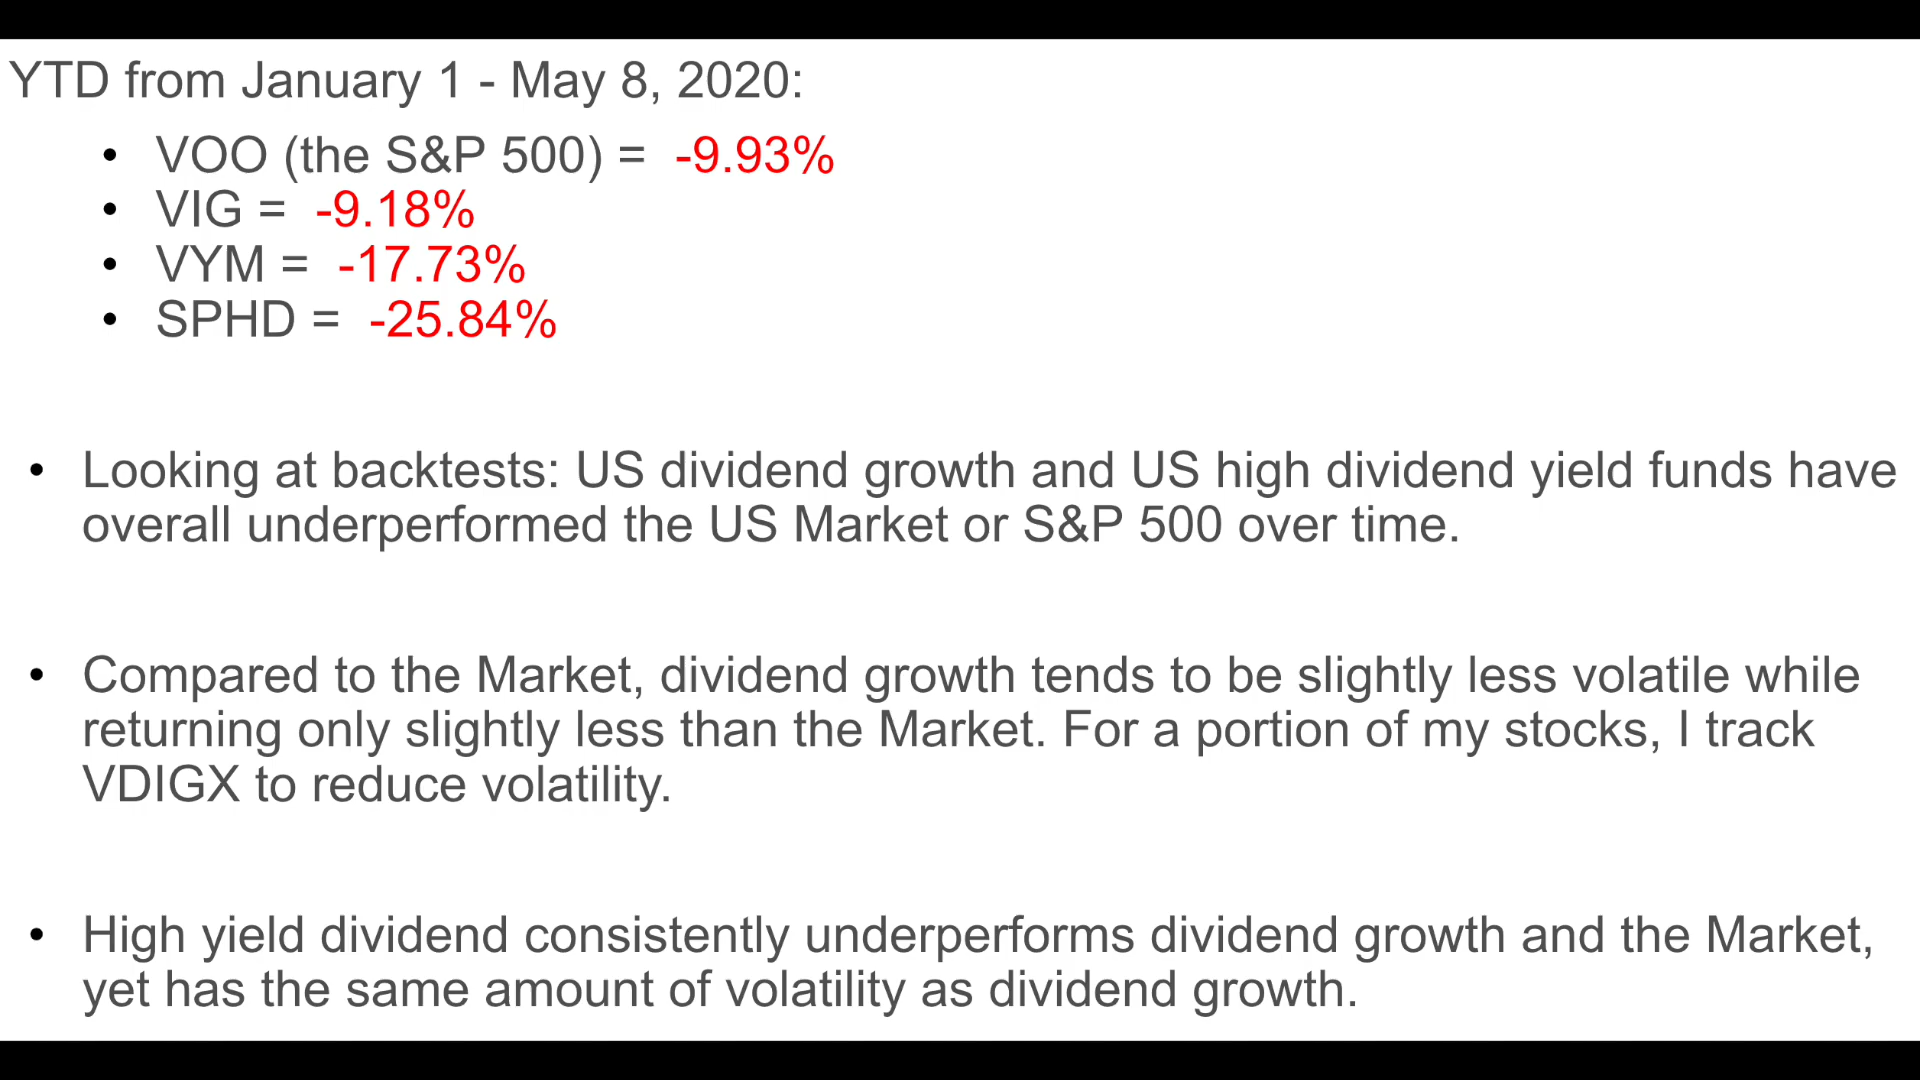 YTD from January 1 - May 8, 2020:
• VOO (the S&P 500) = -9.93%
• VIG = -9.18%
• VYM = -17.73%
• SPHD = -25.84%
• Looking at backtests: US dividend growth and US high dividend yield funds have
overall underperformed the US Market or S&P 500 over time.
• Compared to the Market, dividend growth tends to be slightly less volatile while
returning only slightly less than the Market. For a portion of my stocks, I track
VDIGX to reduce volatility.
• High yield dividend consistently underperforms dividend growth and the Market,
yet has the same amount of volatility as dividend growth.